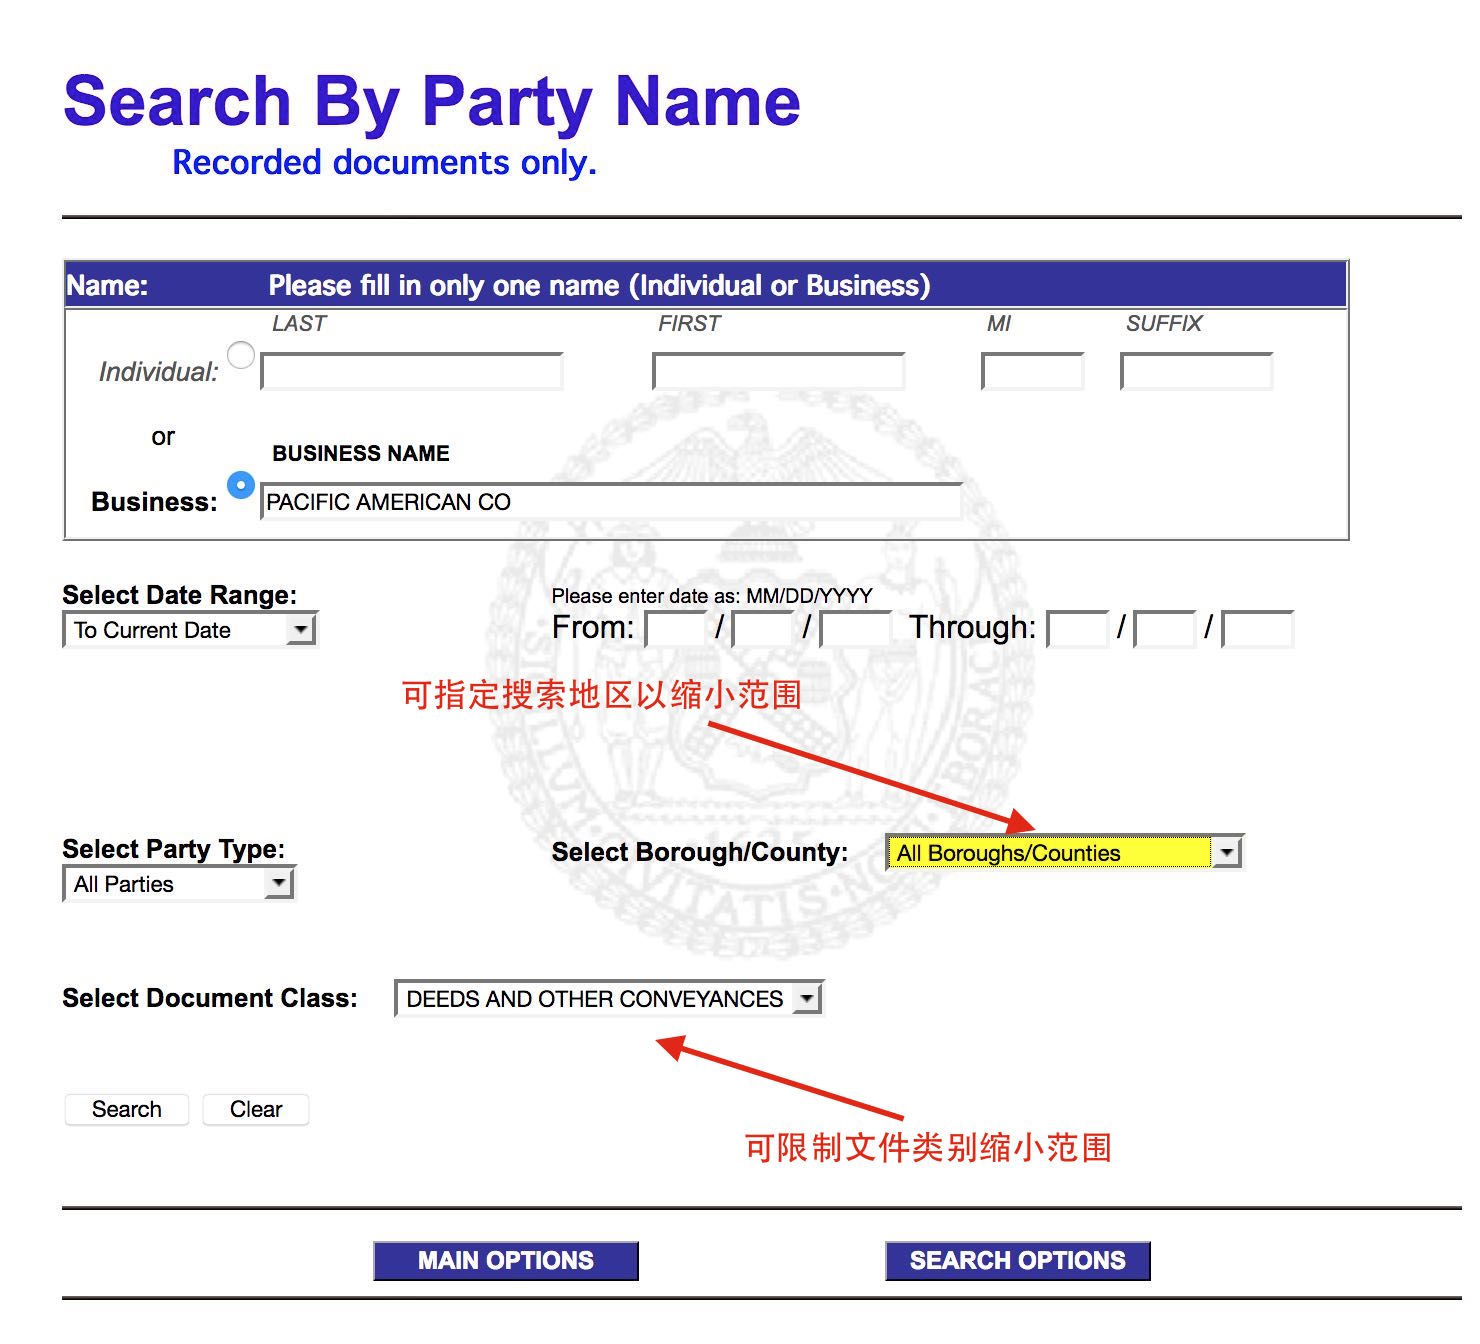 Search By Party Name
Recorded documents only.
Name: Please fill in only one name (Individual or Business)
LAST FIRST MI SUFFIX
Individual:
or
BUSINESS NAME
Business: PACIFIC AMERICAN CO
Select Date Range: Please enter date as: MM/DD/YYYY
To Current Date From: / / Through: / /
可指定搜索地区以缩小范围
Select Party Type: Select Borough/County: All Boroughs/Counties
All Parties
Select Document Class: DEEDS AND OTHER CONVEYANCES
Search Clear
可限制文件类别缩小范围
MAIN OPTIONS SEARCH OPTIONS